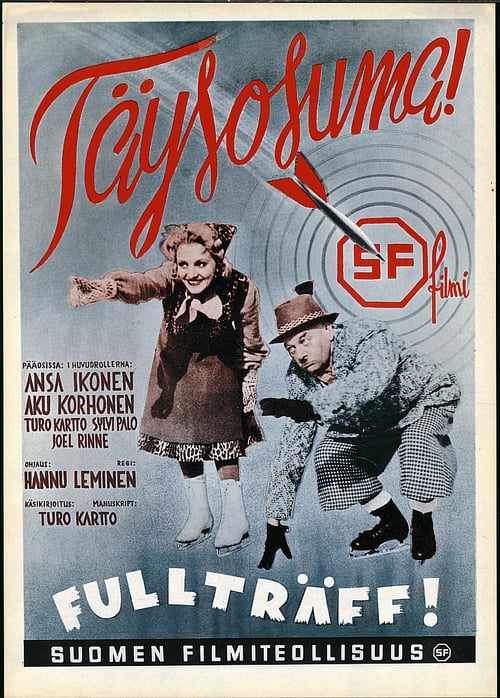 Täysosuma!
SF
filmi
PÄÄOSISSA: I HUVUDROLLERNA:
ANSA IKONEN
AKU KORHONEN
TURO KARTTO SYLVI PALO
JOEL RINNE
OHJAUS: REGI:
HANNU LEMINEN
KÄSIKIRJOITUS: MANUSKRIPT:
TURO KARTTO
FULLTRÄFF!
SUOMEN FILMITEOLLISUUS SF